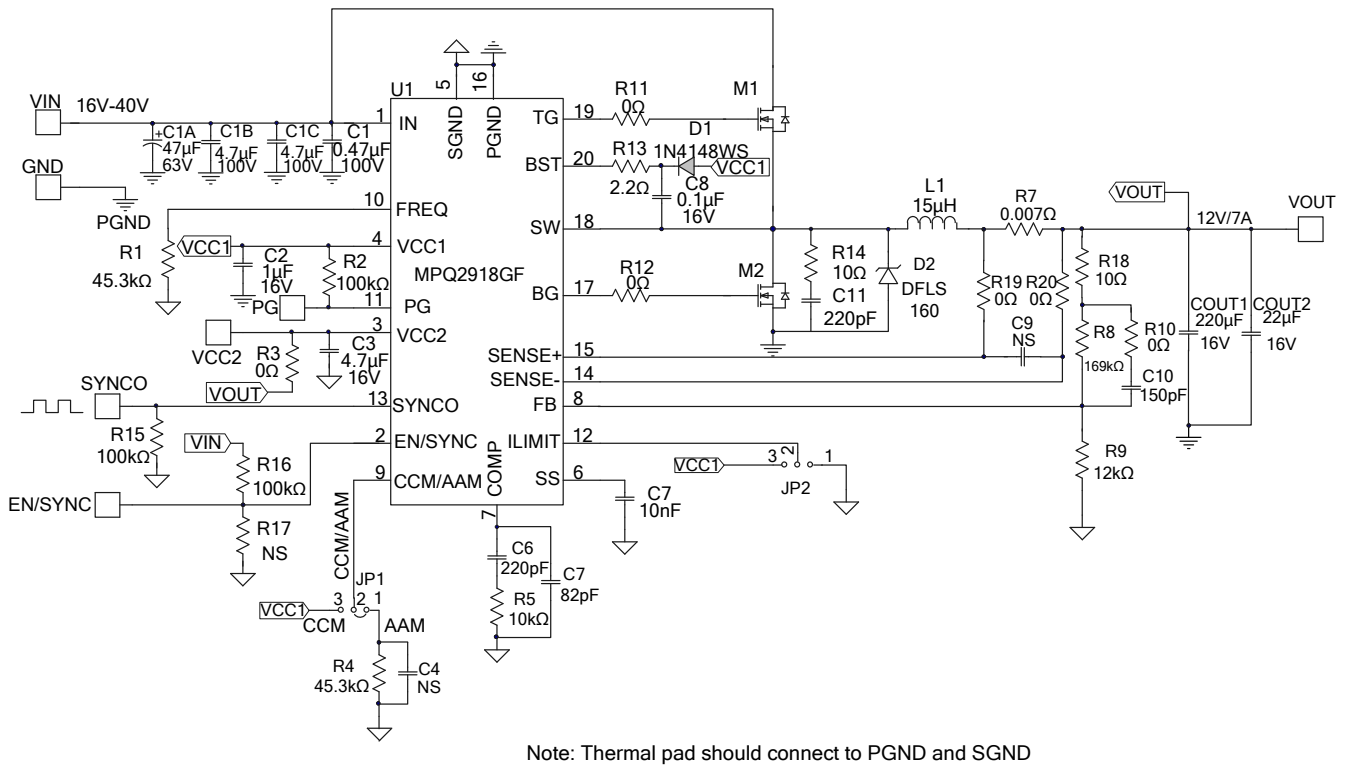 U1
MPQ2918GF
VIN
16V-40V
GND
PGND
C1A
47μF
63V
C1B
4.7μF
100V
C1C
4.7μF
100V
C1
0.47μF
100V
1
IN
5
SGND
16
PGND
TG
19
R11
0Ω
M1
D1
1N4148WS
VCC1
BST
20
R13
2.2Ω
C8
0.1μF
16V
SW
18
L1
15μH
R7
0.007Ω
VOUT
12V/7A
VOUT
10
FREQ
R1
45.3kΩ
VCC1
4
VCC1
C2
1μF
16V
R2
100kΩ
PG
11
PG
BG
17
R12
0Ω
M2
R14
10Ω
C11
220pF
D2
DFLS
160
R19
0Ω
R20
0Ω
C9
NS
R18
10Ω
R8
169kΩ
R10
0Ω
C10
150pF
COUT1
220μF
16V
COUT2
22μF
16V
VCC2
3
VCC2
R3
0Ω
C3
4.7μF
16V
VOUT
SENSE+
15
SENSE-
14
FB
8
SYNCO
13
SYNCO
R15
100kΩ
VIN
R16
100kΩ
2
EN/SYNC
ILIMIT
12
VCC1
3
2
1
JP2
R9
12kΩ
EN/SYNC
R17
NS
9
CCM/AAM
CCM/AAM
COMP
7
SS
6
C7
10nF
C6
220pF
R5
10kΩ
C7
82pF
JP1
VCC1
3
2
1
CCM
AAM
R4
45.3kΩ
C4
NS
Note: Thermal pad should connect to PGND and SGND